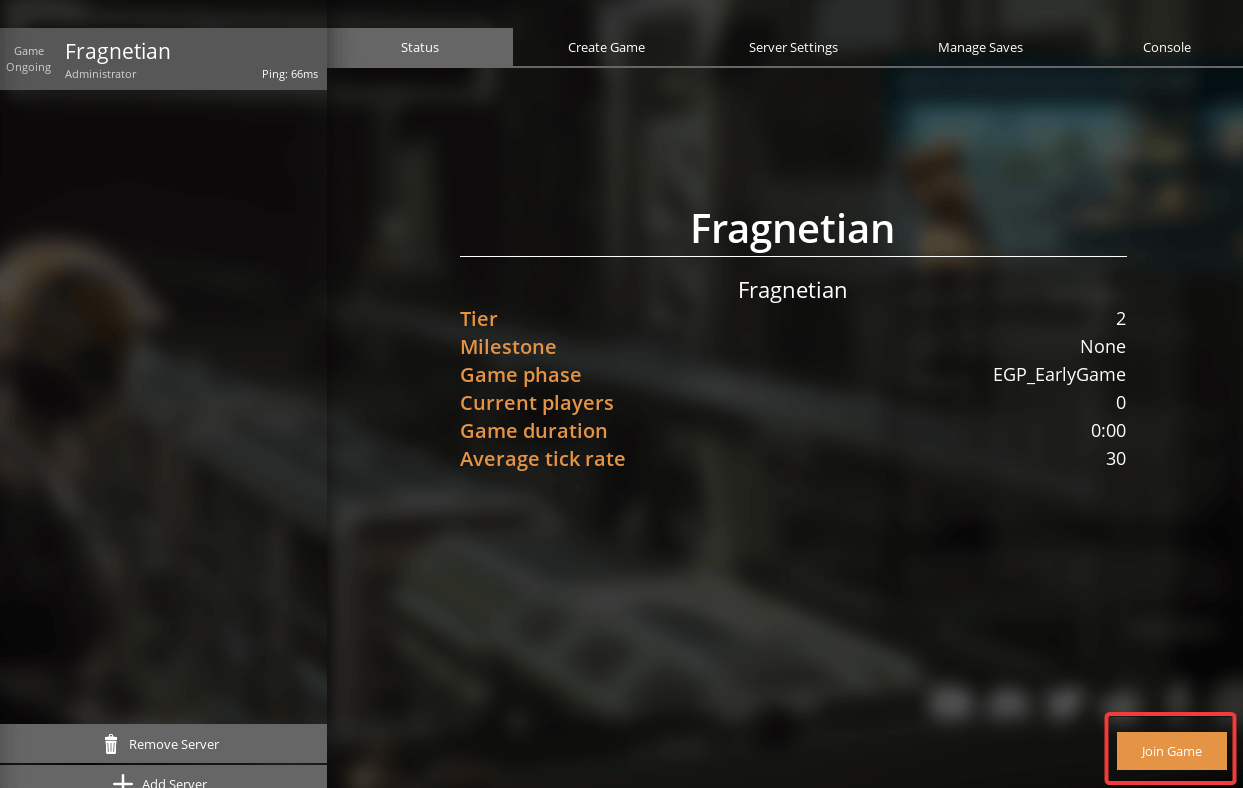 Game
Ongoing
Fragnetian
Administrator
Ping: 66ms
Status
Create Game
Server Settings
Manage Saves
Console
Fragnetian
Fragnetian
Tier 2
Milestone None
Game phase EGP_EarlyGame
Current players 0
Game duration 0:00
Average tick rate 30
Remove Server
Add Server
Join Game